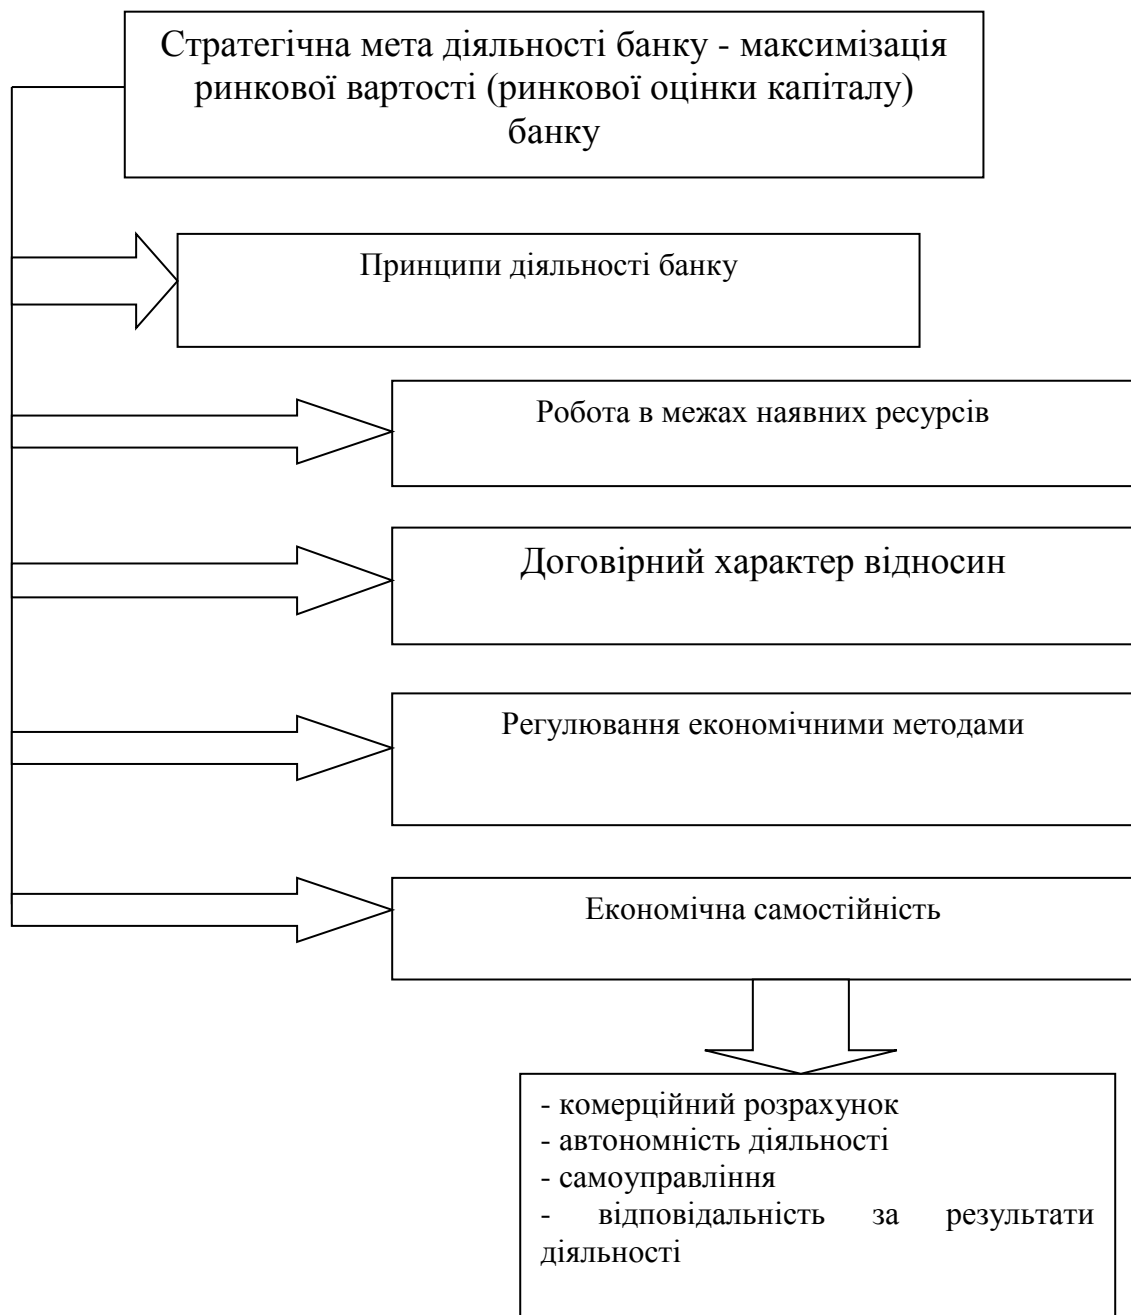 Стратегічна мета діяльності банку - максимізація
ринкової вартості (ринкової оцінки капіталу)
банку
Принципи діяльності банку
Робота в межах наявних ресурсів
Договірний характер відносин
Регулювання економічними методами
Економічна самостійність
- комерційний розрахунок
- автономність діяльності
- самоуправління
- відповідальність за результати
діяльності